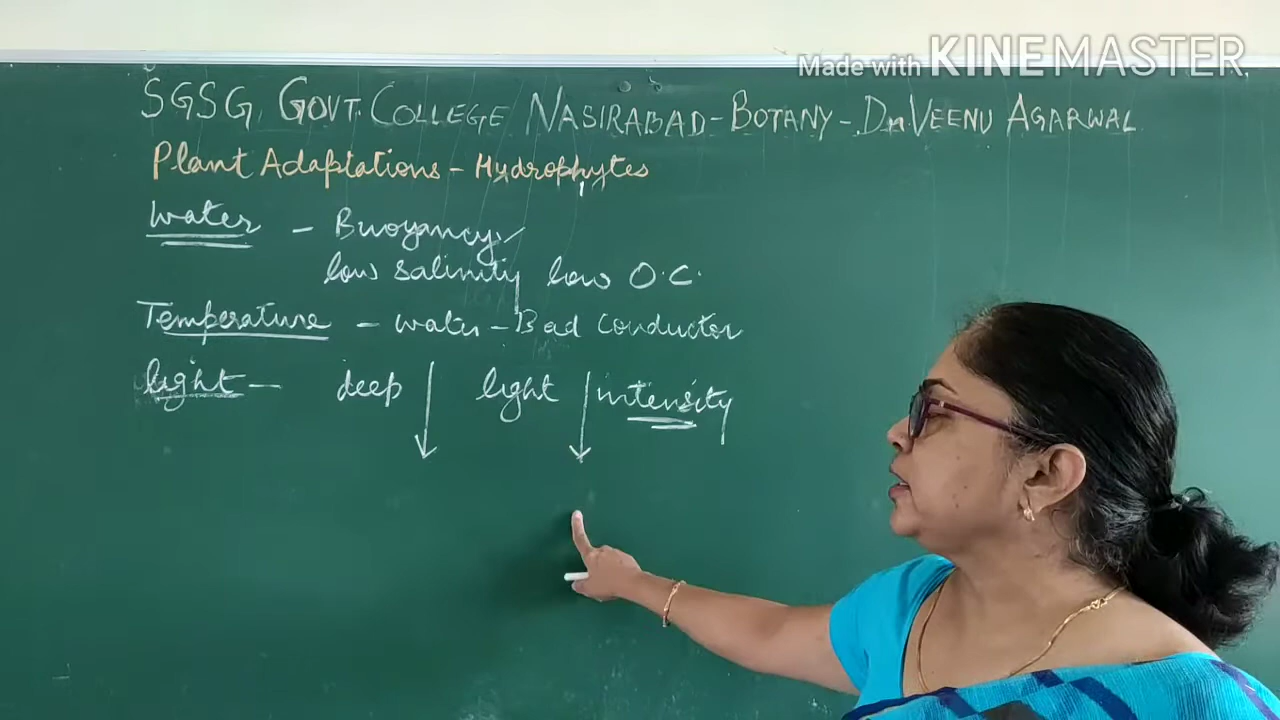 Made with KINEMASTER
SGSG, GOVT. COLLEGE NASIRABAD - BOTANY - Dr. VEENU AGARWAL
Plant Adaptations - Hydrophytes
Water - Buoyancy
low salinity low O.C.
Temperature - water - Bad conductor
light - deep ↓ light ↓ intensity